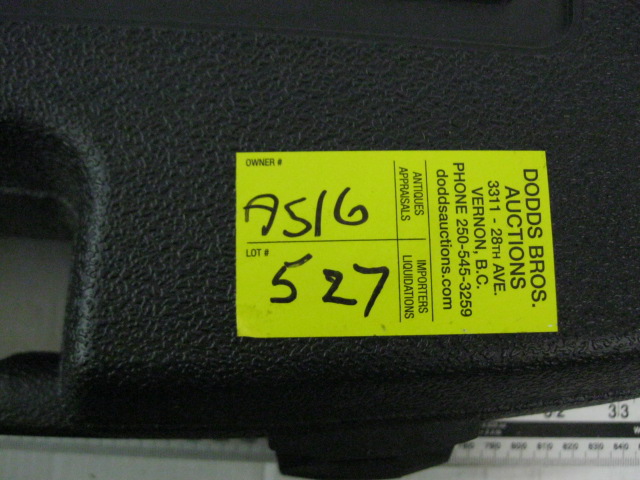 OWNER #
A516
LOT #
527
ANTIQUES
APPRAISALS
IMPORTERS
LIQUIDATIONS
DODDS BROS.
AUCTIONS
3311 - 28TH AVE.
VERNON, B.C.
PHONE 250-545-3259
doddsauctions.com
33